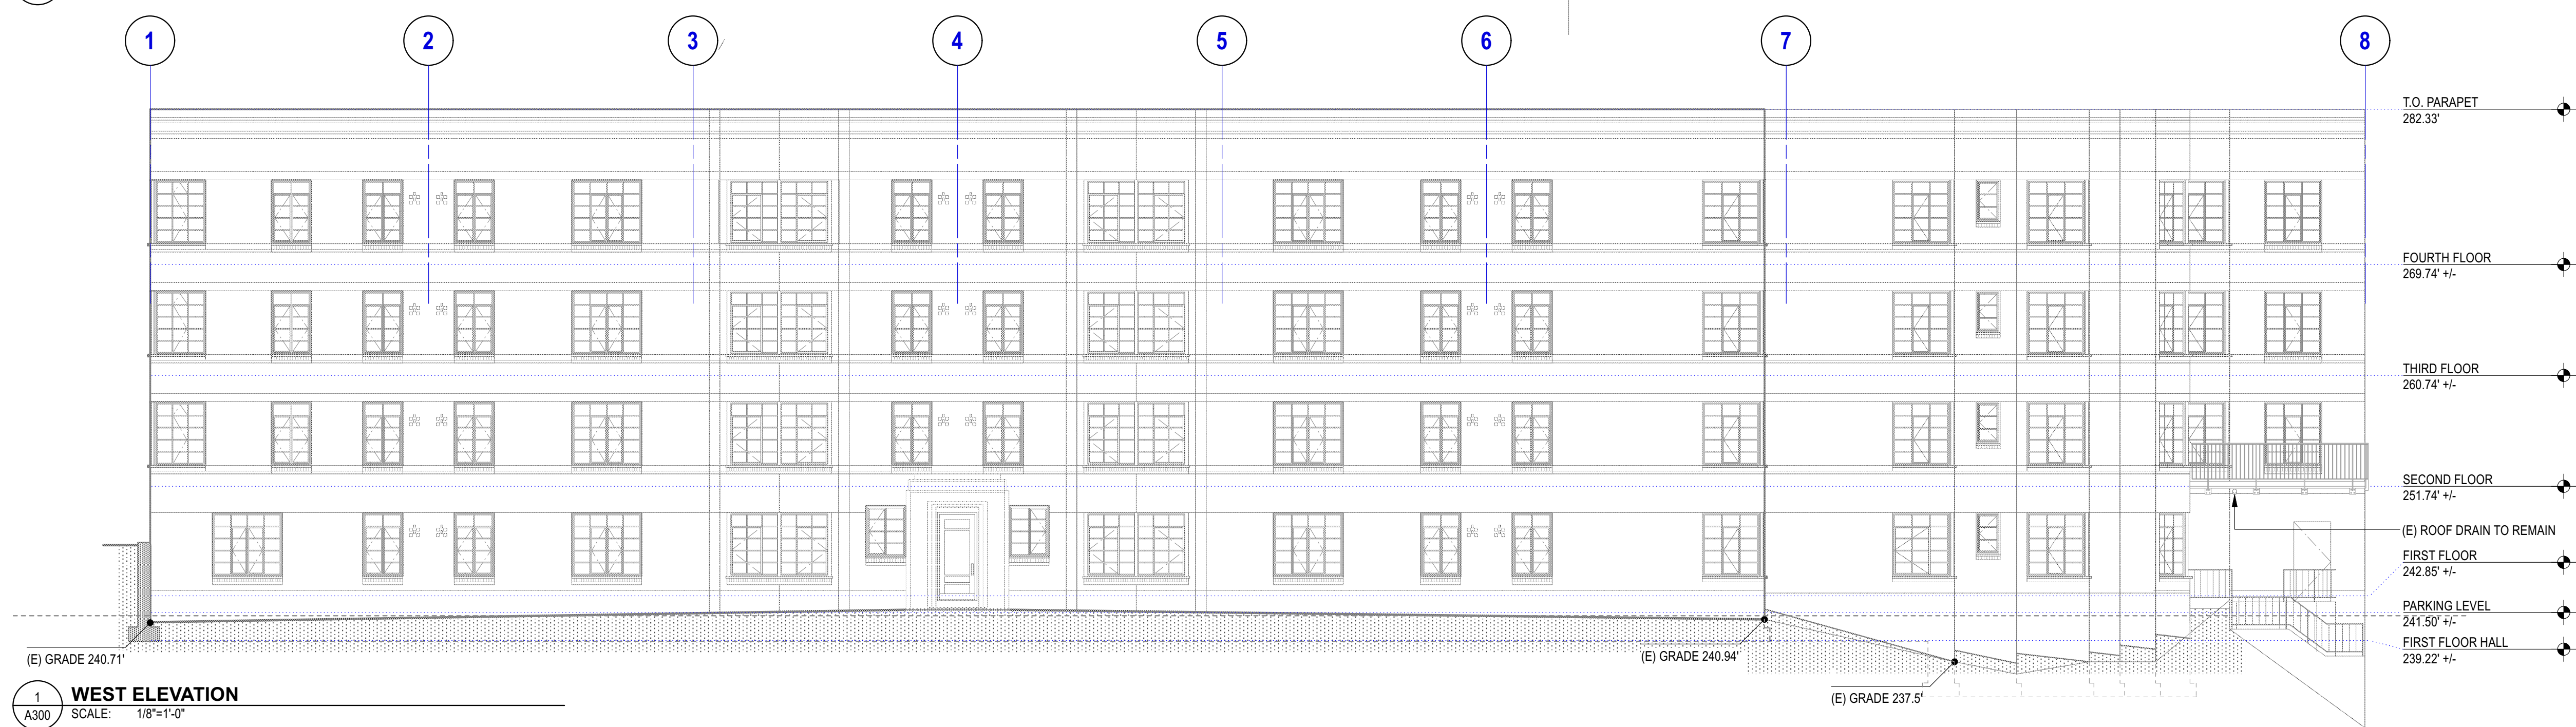 1 2 3 4 5 6 7 8
T.O. PARAPET
282.33'
FOURTH FLOOR
269.74' +/-
THIRD FLOOR
260.74' +/-
SECOND FLOOR
251.74' +/-
(E) ROOF DRAIN TO REMAIN
FIRST FLOOR
242.85' +/-
PARKING LEVEL
241.50' +/-
FIRST FLOOR HALL
239.22' +/-
(E) GRADE 240.71'
(E) GRADE 240.94'
(E) GRADE 237.5'
1
A300
WEST ELEVATION
SCALE: 1/8"=1'-0"